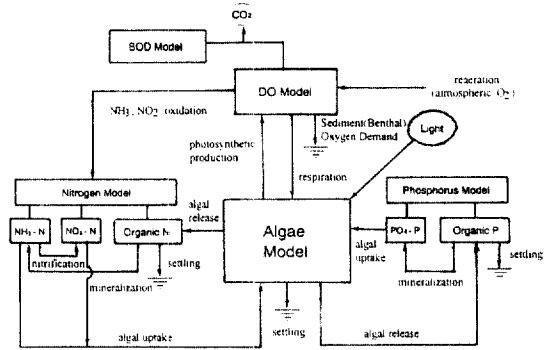 CO₂
BOD Model
DO Model
reaeration
(atmospheric O₂)
NH₃, NO₂ oxidation
Sediment(Benthal)
Oxygen Demand
Light
photosynthetic
production
respiration
Nitrogen Model
Phosphorus Model
NH₃ - N
NO₂ - N
Organic N
algal
release
Algae
Model
PO₄ - P
Organic P
algal
uptake
nitrification
settling
mineralization
settling
mineralization
settling
algal uptake
algal release